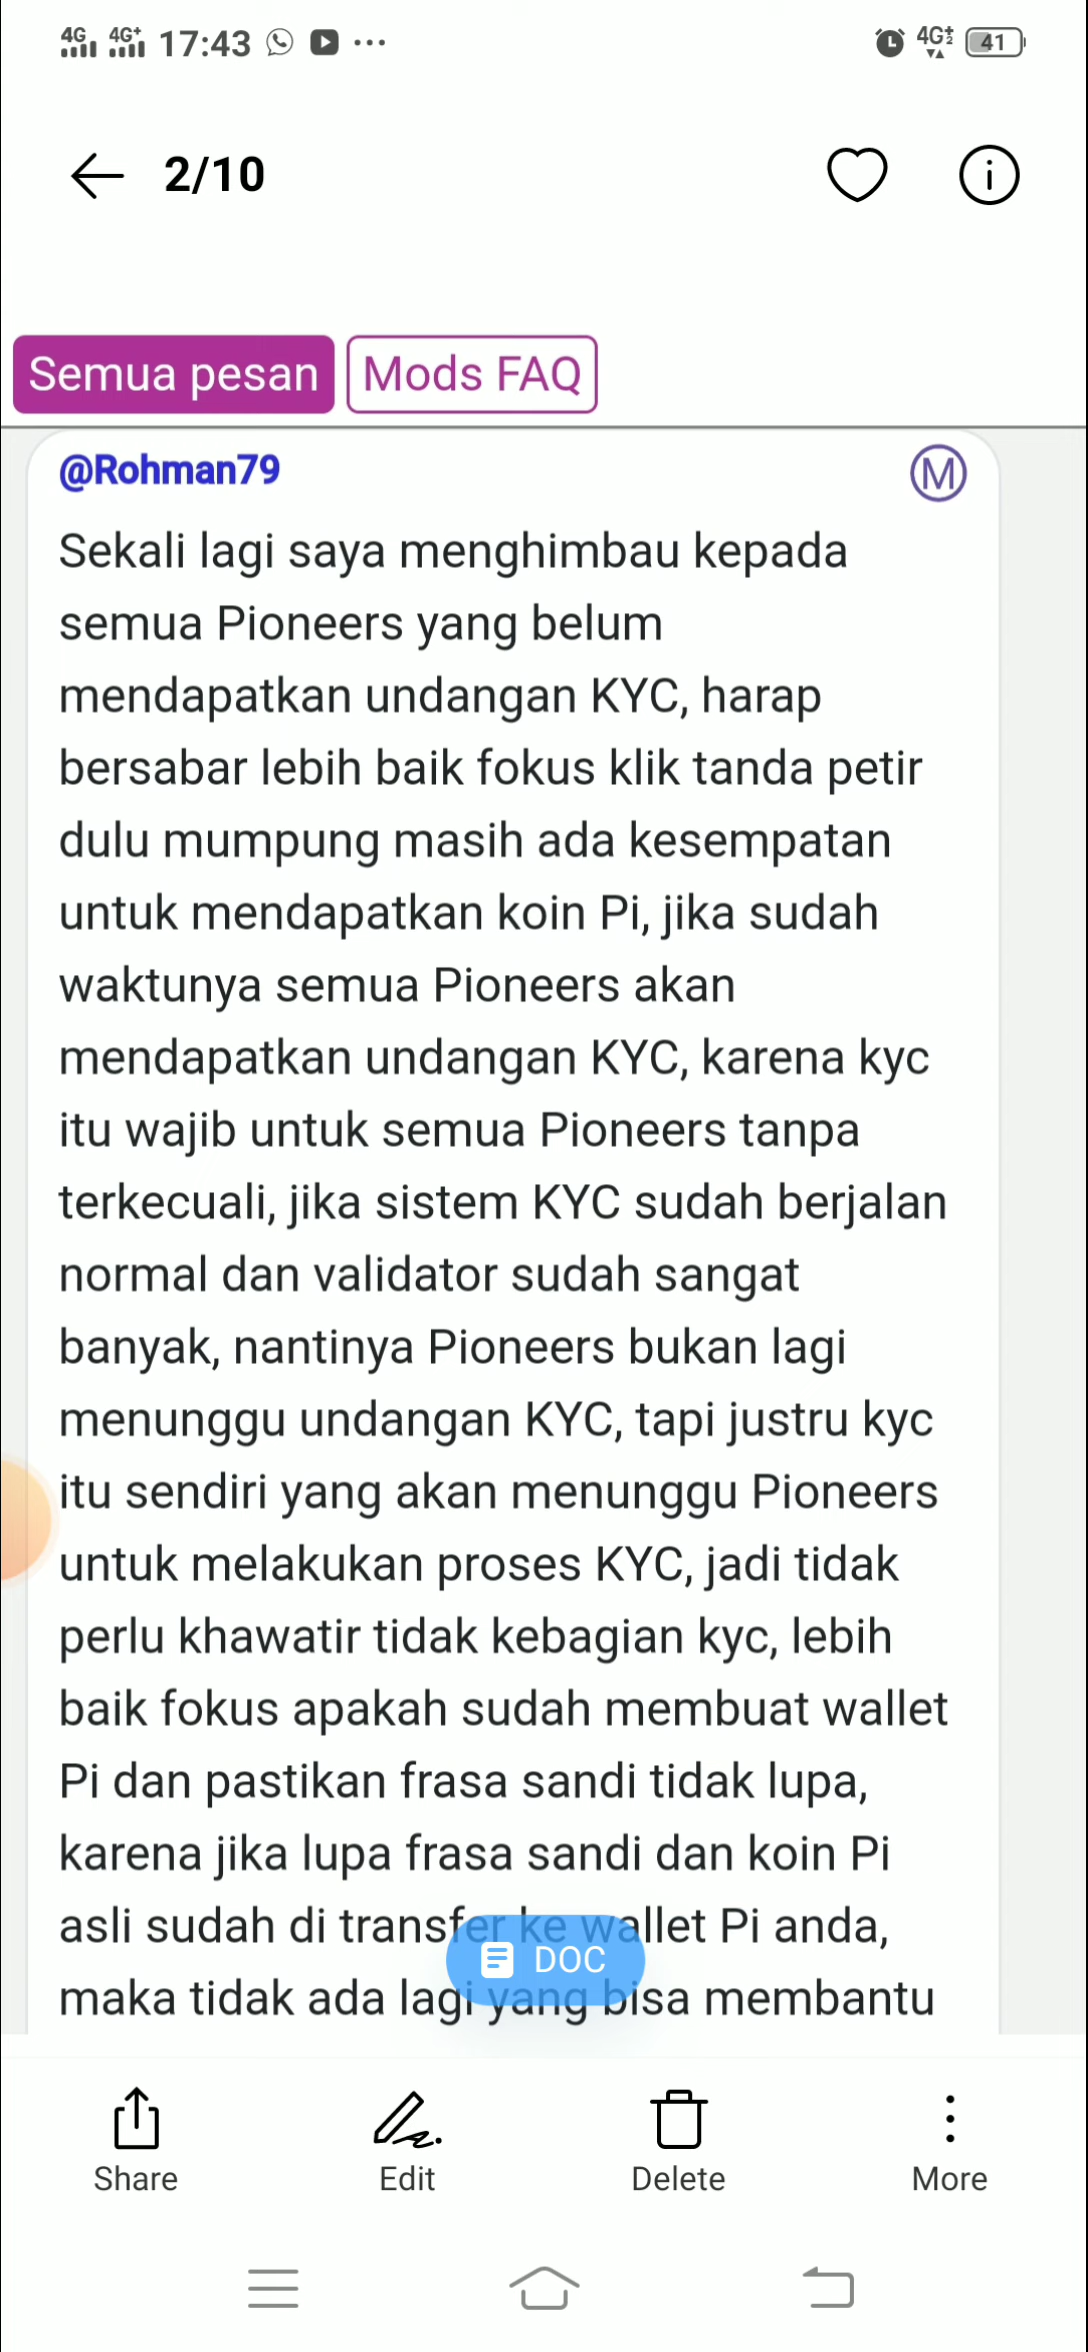 4G 4G+ 17:43 ...
4G+2 41
2/10
Semua pesan Mods FAQ
@Rohman79 M
Sekali lagi saya menghimbau kepada
semua Pioneers yang belum
mendapatkan undangan KYC, harap
bersabar lebih baik fokus klik tanda petir
dulu mumpung masih ada kesempatan
untuk mendapatkan koin Pi, jika sudah
waktunya semua Pioneers akan
mendapatkan undangan KYC, karena kyc
itu wajib untuk semua Pioneers tanpa
terkecuali, jika sistem KYC sudah berjalan
normal dan validator sudah sangat
banyak, nantinya Pioneers bukan lagi
menunggu undangan KYC, tapi justru kyc
itu sendiri yang akan menunggu Pioneers
untuk melakukan proses KYC, jadi tidak
perlu khawatir tidak kebagian kyc, lebih
baik fokus apakah sudah membuat wallet
Pi dan pastikan frasa sandi tidak lupa,
karena jika lupa frasa sandi dan koin Pi
asli sudah di transfer ke wallet Pi anda,
DOC
maka tidak ada lagi yang bisa membantu
Share Edit Delete More